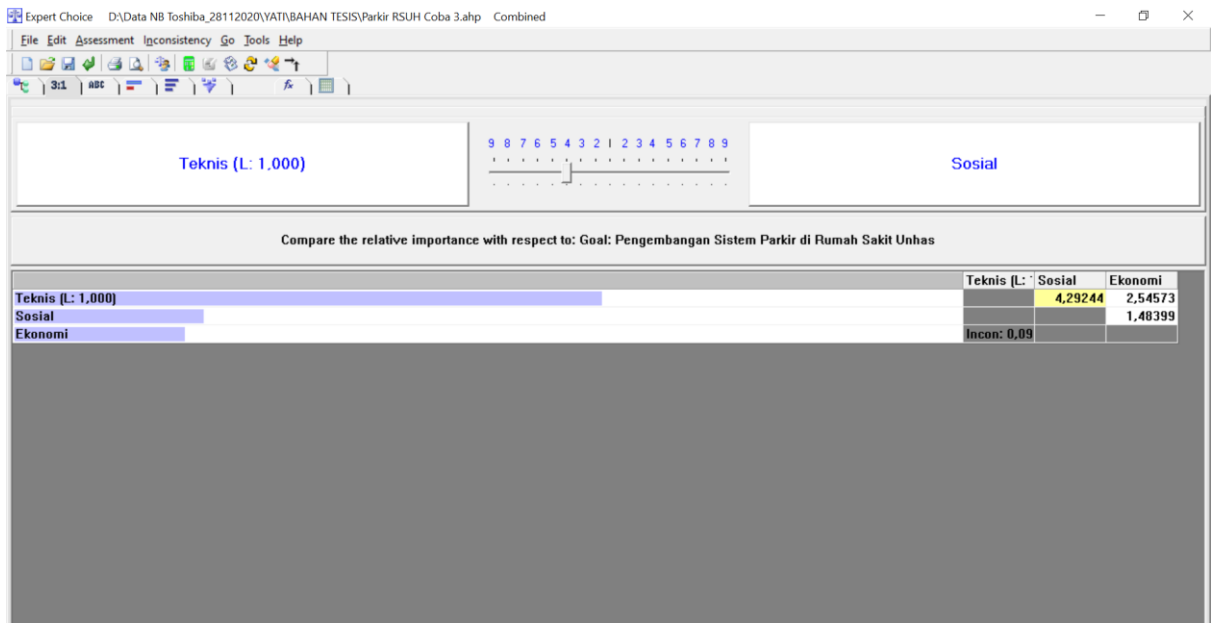 Expert Choice D:\Data NB Toshiba_28112020\YATI\BAHAN TESIS\Parkir RSUH Coba 3.ahp Combined
File Edit Assessment Inconsistency Go Tools Help
3:1 ABC fx
9 8 7 6 5 4 3 2 1 2 3 4 5 6 7 8 9
Teknis (L: 1,000) Sosial
Compare the relative importance with respect to: Goal: Pengembangan Sistem Parkir di Rumah Sakit Unhas
Teknis (L: Sosial Ekonomi
Teknis (L: 1,000) 4,29244 2,54573
Sosial 1,48399
Ekonomi Incon: 0,09